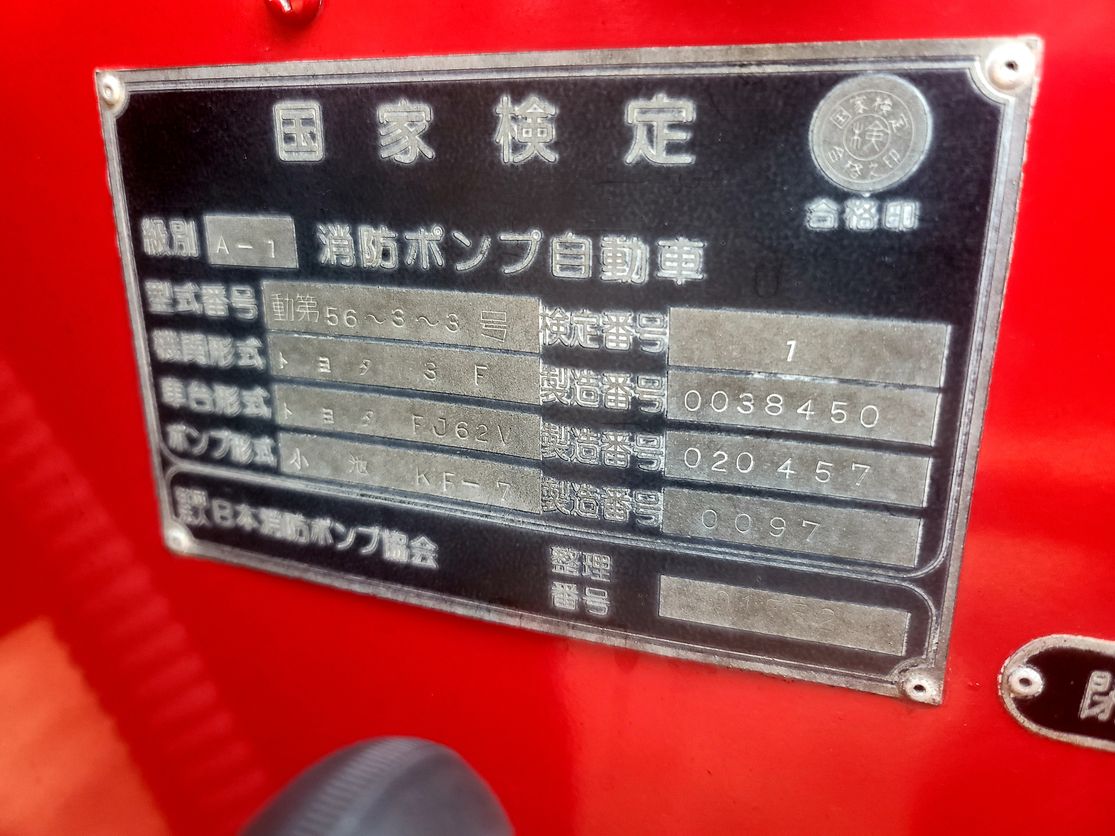 国家検定
国家検定
検
合格之印
合格印
級別 A-1 消防ポンプ自動車
型式番号 動第56~3~3号 検定番号 1
機関形式 トヨタ 3F 製造番号 0038450
車台形式 トヨタ FJ62V 製造番号 020457
ポンプ形式 小池 KF-7 製造番号 0097
社団法人 日本消防ポンプ協会
整理番号